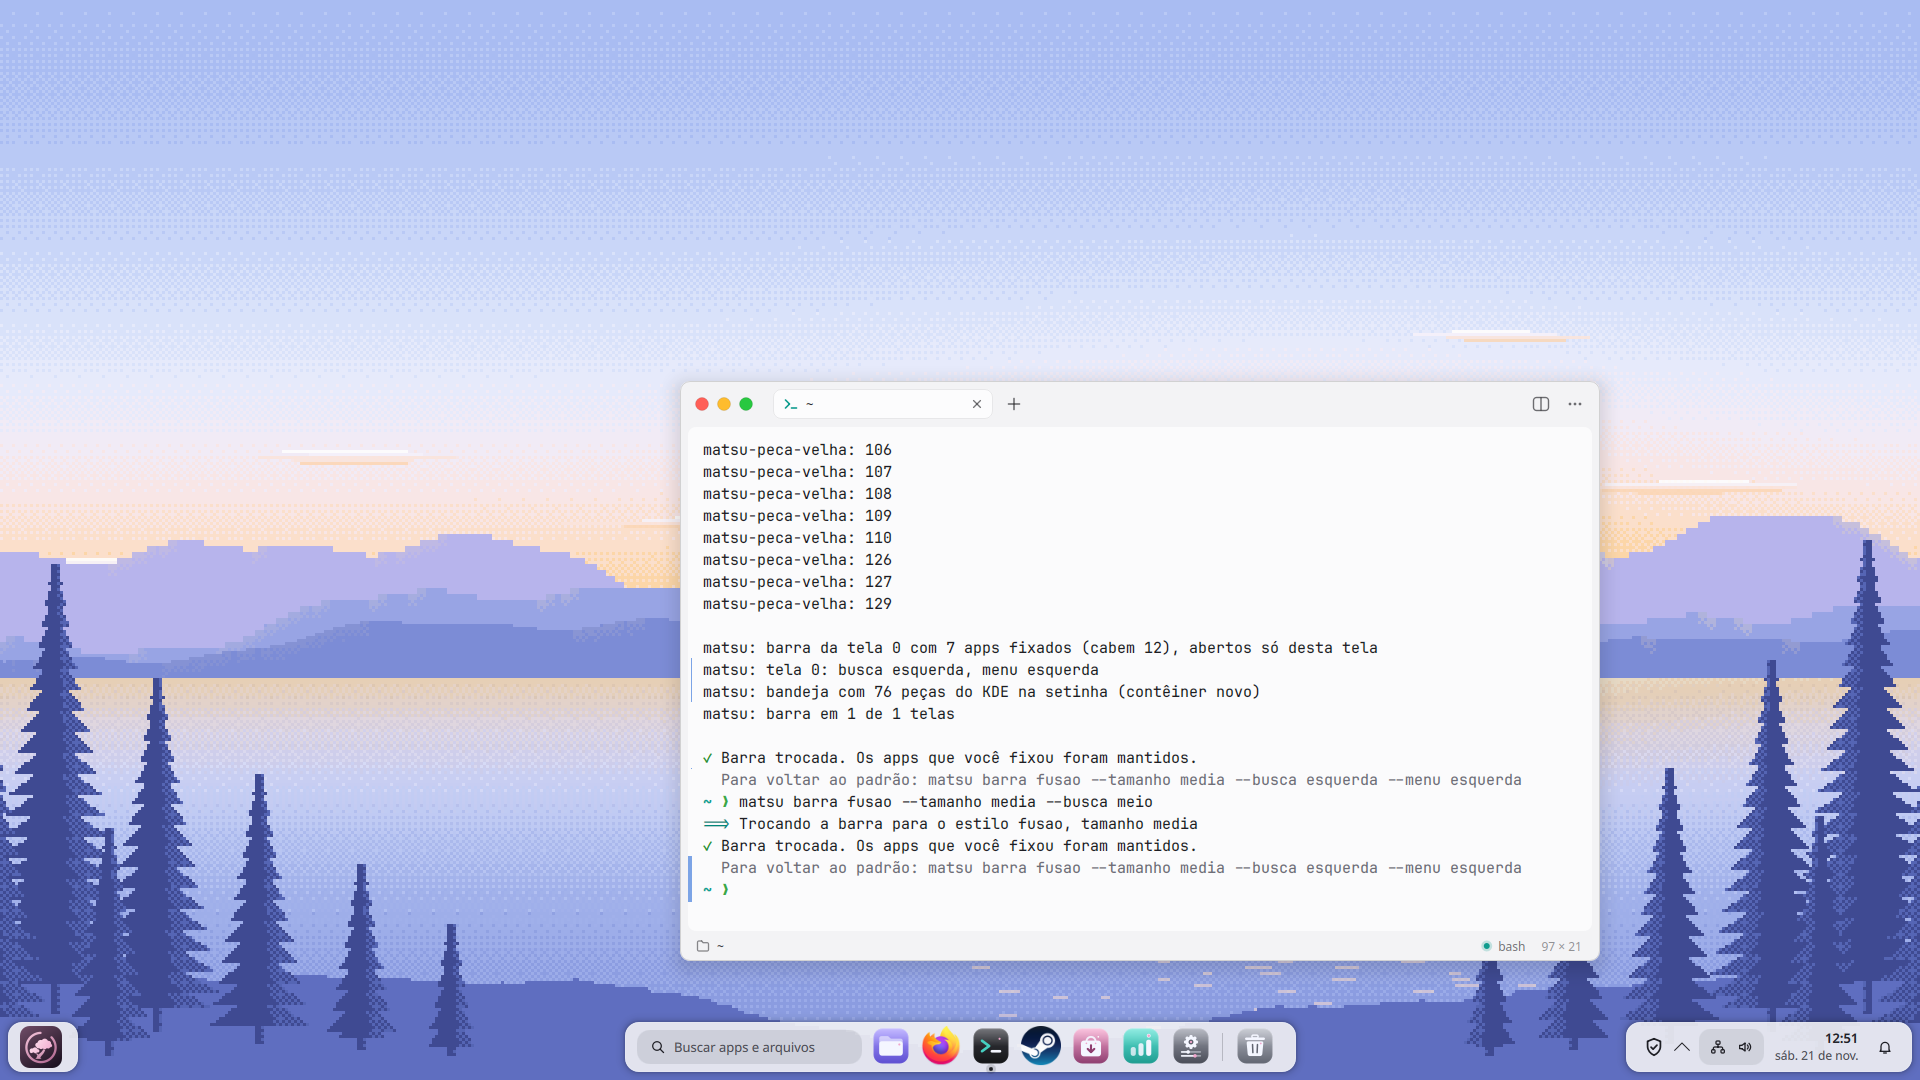 ~
matsu-peca-velha: 106
matsu-peca-velha: 107
matsu-peca-velha: 108
matsu-peca-velha: 109
matsu-peca-velha: 110
matsu-peca-velha: 126
matsu-peca-velha: 127
matsu-peca-velha: 129
matsu: barra da tela 0 com 7 apps fixados (cabem 12), abertos só desta tela
matsu: tela 0: busca esquerda, menu esquerda
matsu: bandeja com 76 peças do KDE na setinha (contêiner novo)
matsu: barra em 1 de 1 telas
✓ Barra trocada. Os apps que você fixou foram mantidos.
Para voltar ao padrão: matsu barra fusao --tamanho media --busca esquerda --menu esquerda
~ ❯ matsu barra fusao --tamanho media --busca meio
==> Trocando a barra para o estilo fusao, tamanho media
✓ Barra trocada. Os apps que você fixou foram mantidos.
Para voltar ao padrão: matsu barra fusao --tamanho media --busca esquerda --menu esquerda
~ ❯
~
bash 97 × 21
Buscar apps e arquivos
12:51
sáb. 21 de nov.